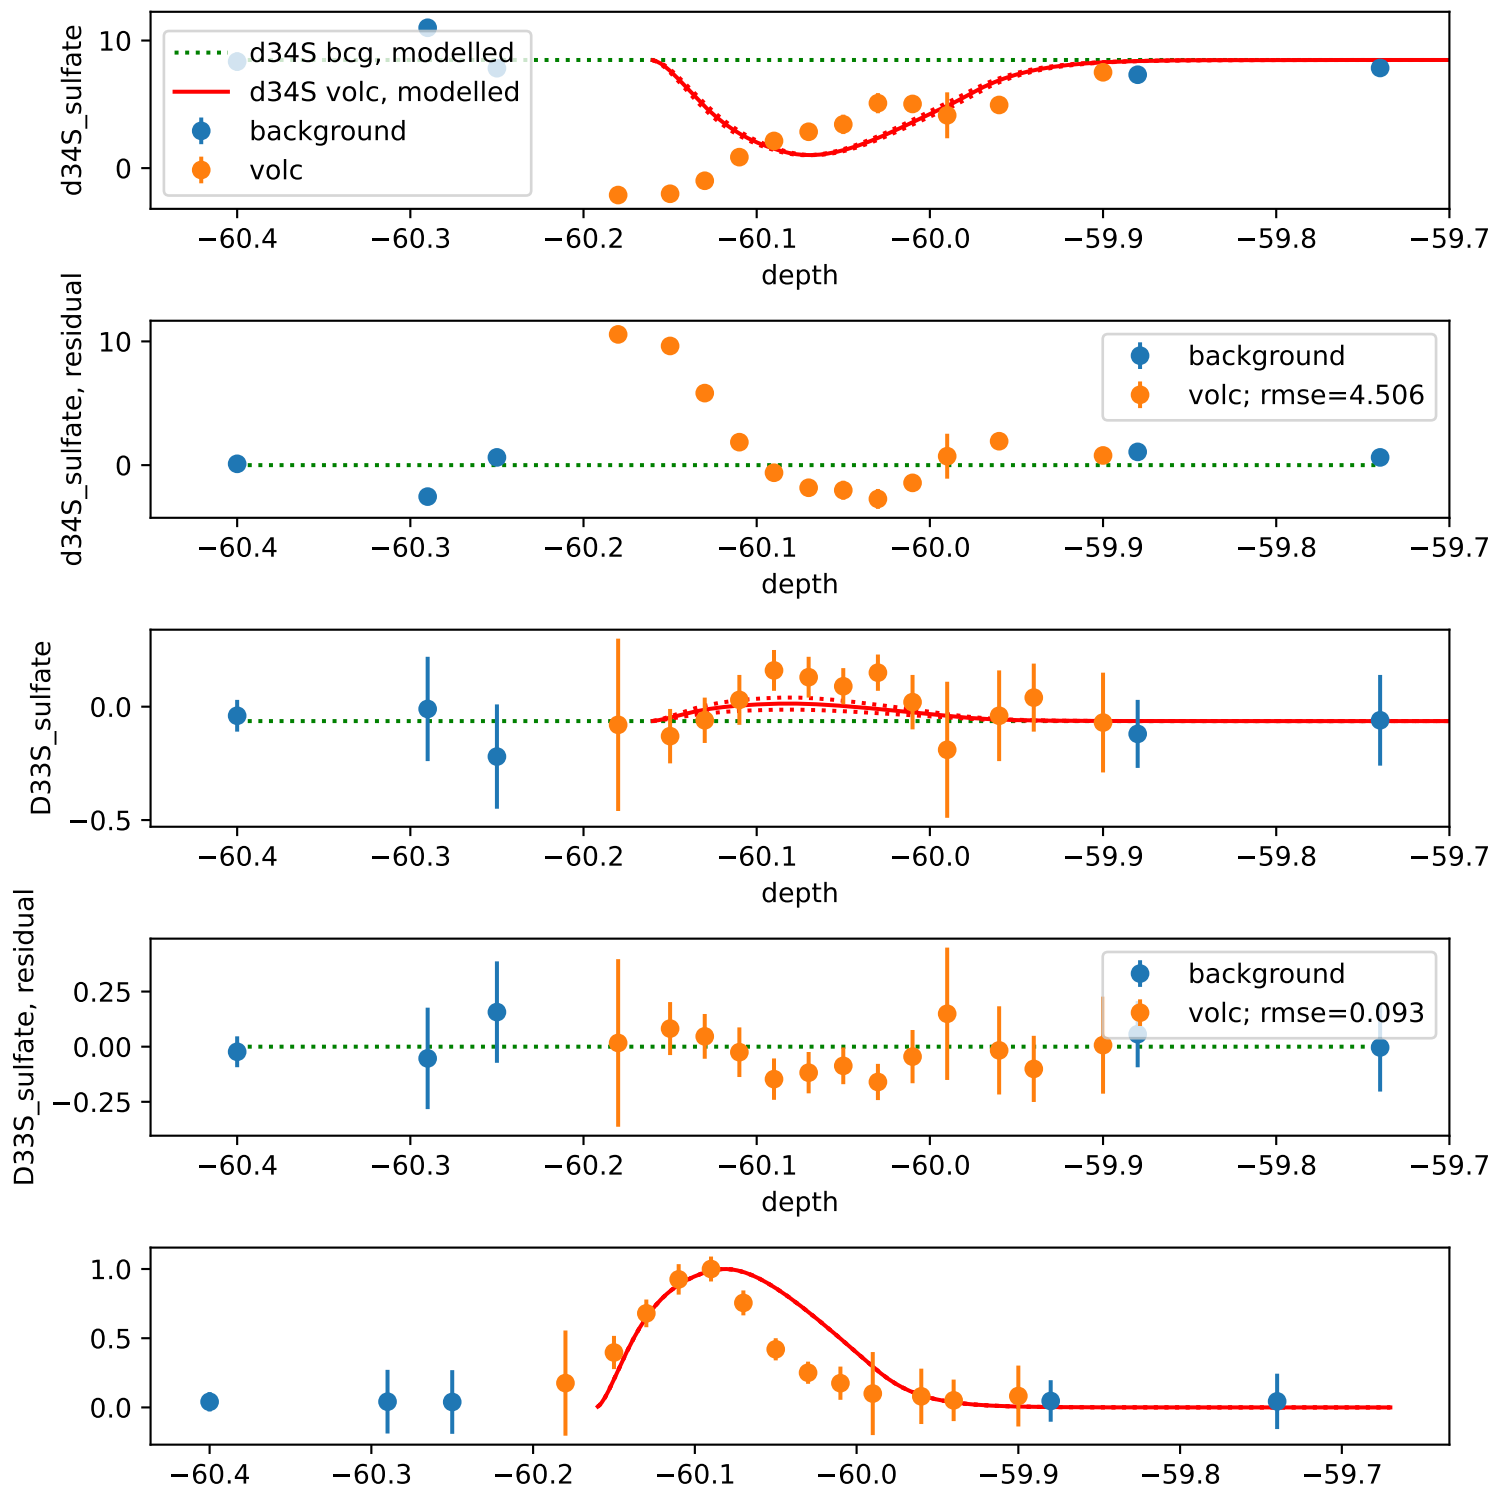 d34S_sulfate
10
0
d34S bcg, modelled
d34S volc, modelled
background
volc
−60.4 −60.3 −60.2 −60.1 −60.0 −59.9 −59.8 −59.7
depth
d34S_sulfate, residual
10
0
background
volc; rmse=4.506
−60.4 −60.3 −60.2 −60.1 −60.0 −59.9 −59.8 −59.7
depth
D33S_sulfate
0.0
−0.5
−60.4 −60.3 −60.2 −60.1 −60.0 −59.9 −59.8 −59.7
depth
D33S_sulfate, residual
0.25
0.00
−0.25
background
volc; rmse=0.093
−60.4 −60.3 −60.2 −60.1 −60.0 −59.9 −59.8 −59.7
depth
1.0
0.5
0.0
−60.4 −60.3 −60.2 −60.1 −60.0 −59.9 −59.8 −59.7